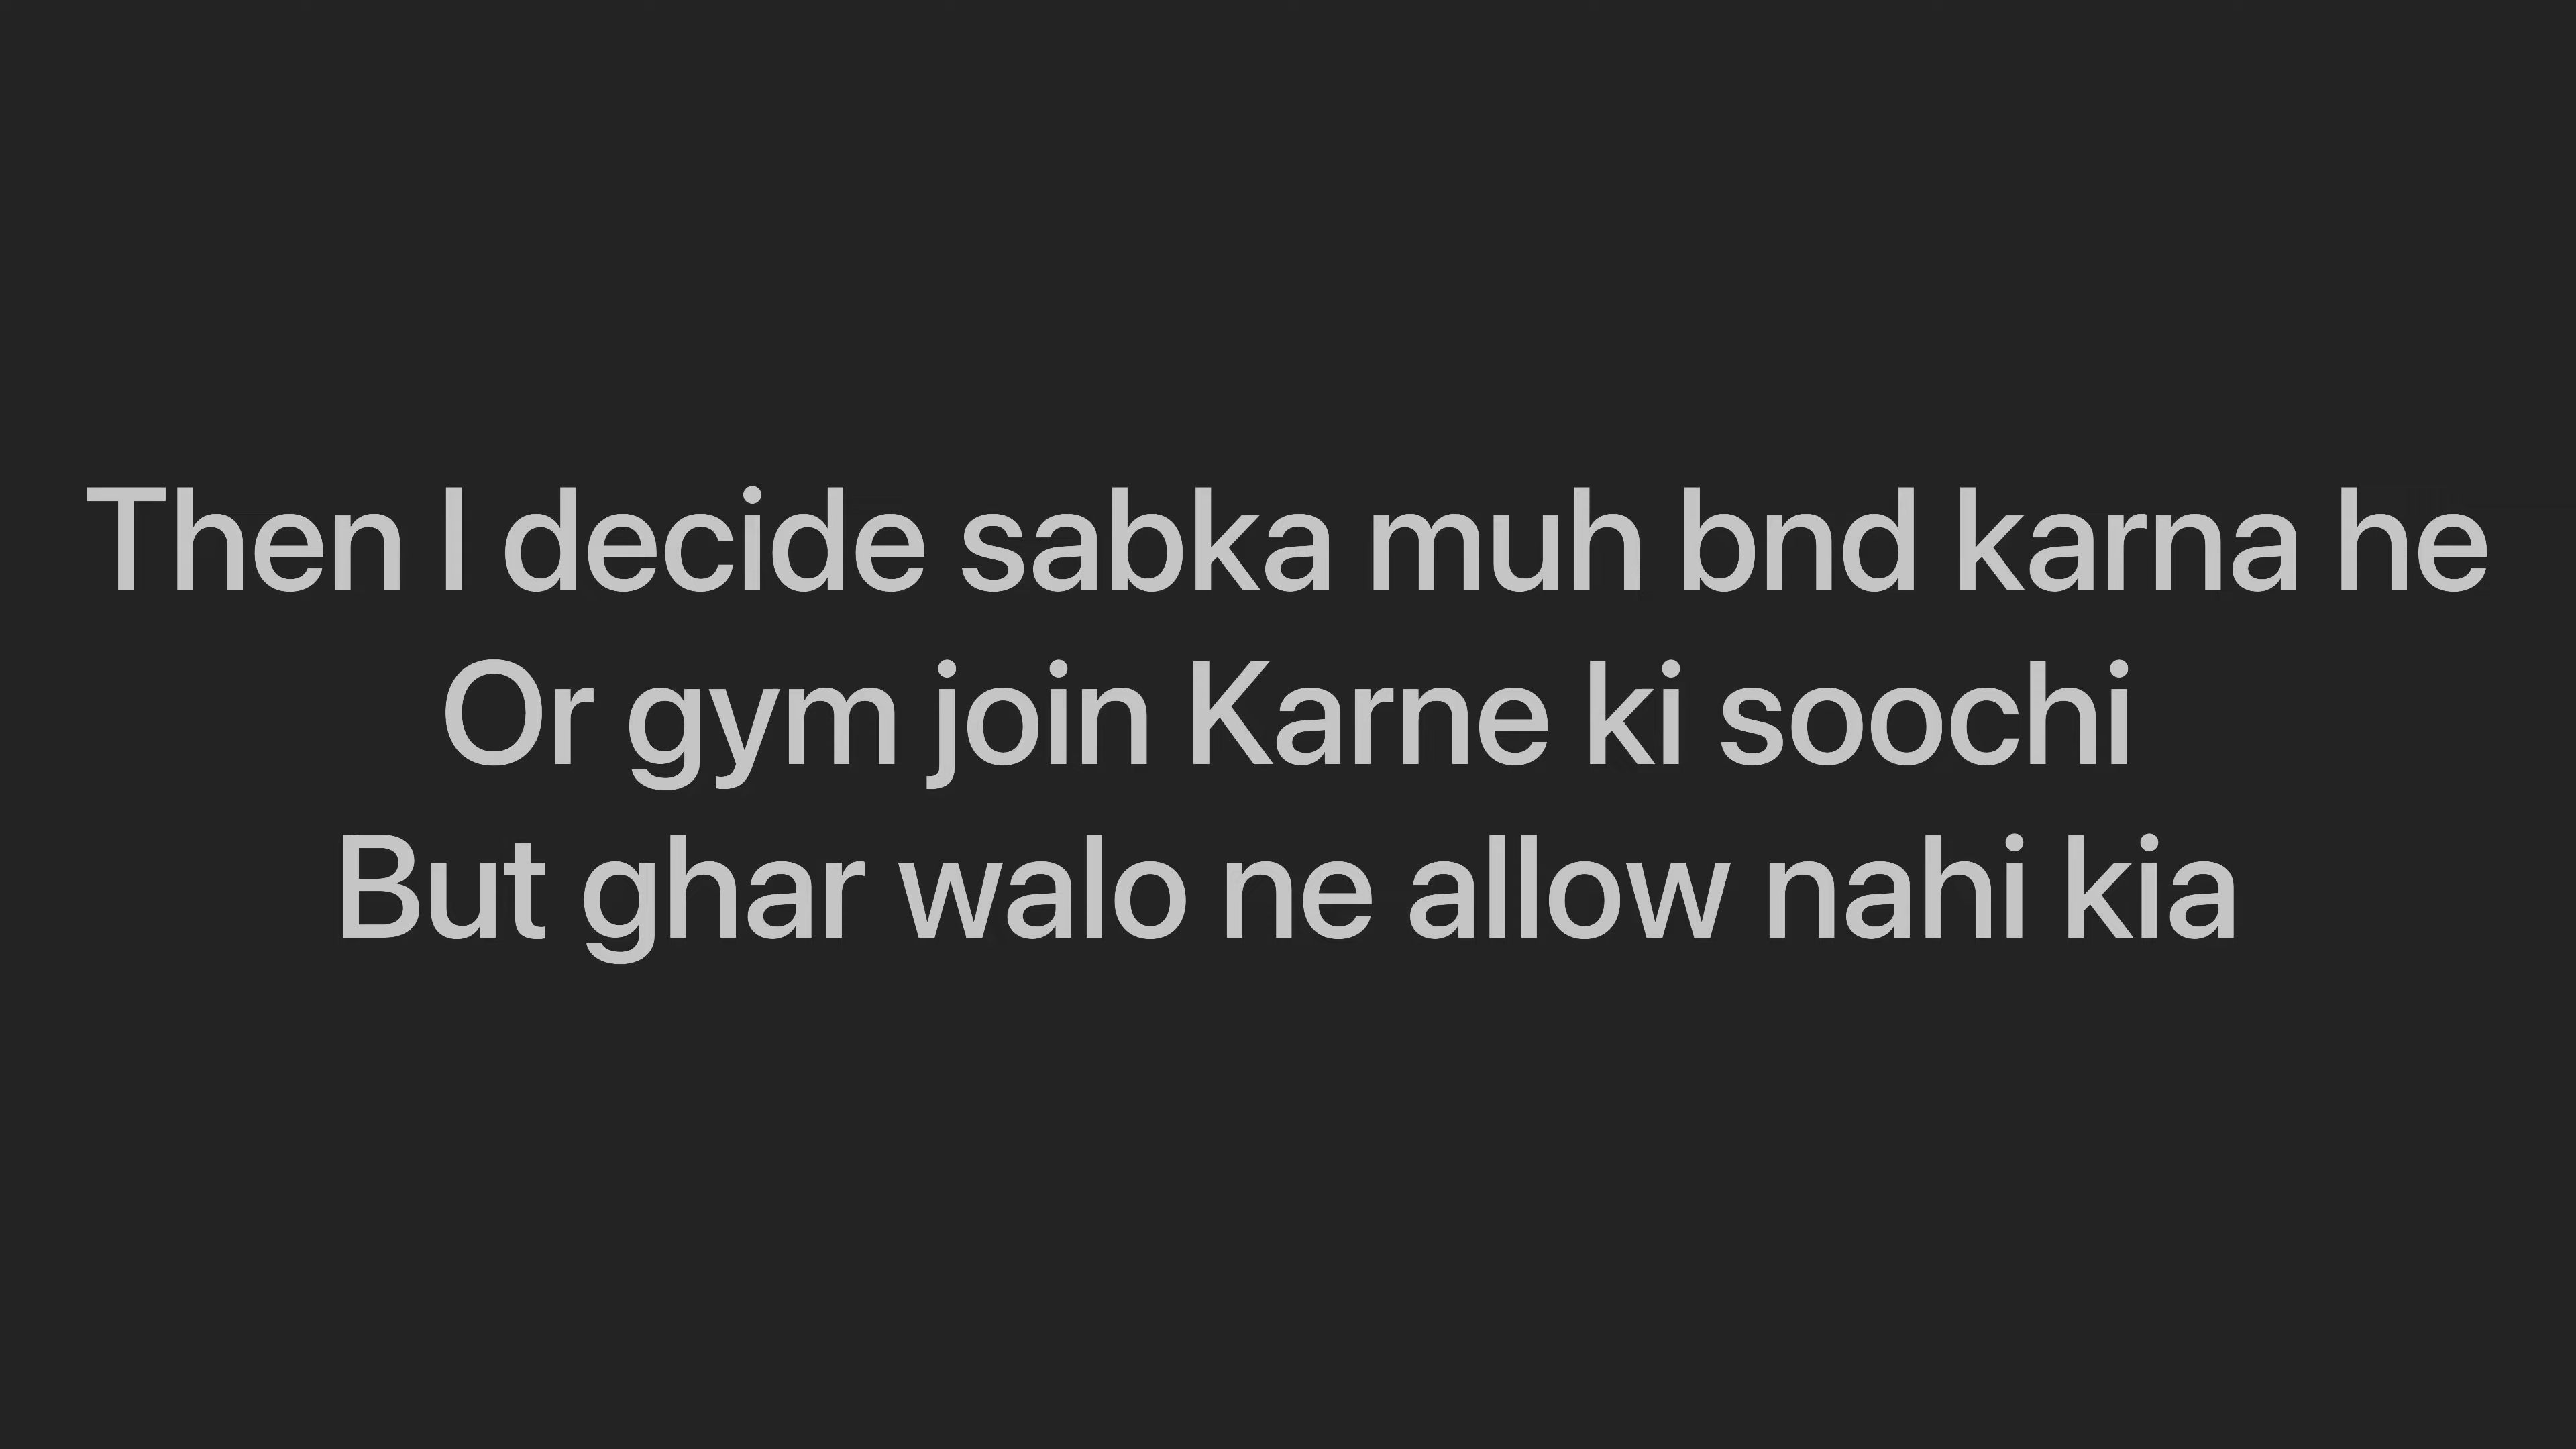 Then I decide sabka muh bnd karna he
Or gym join Karne ki soochi
But ghar walo ne allow nahi kia